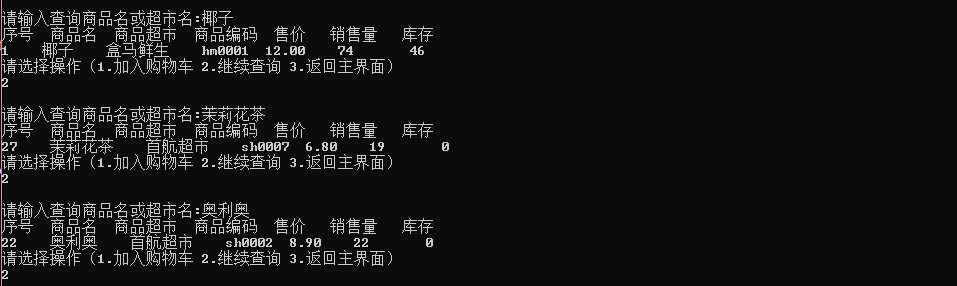 请输入查询商品名或超市名:椰子
序号 商品名 商品超市 商品编码 售价 销售量 库存
1 椰子 盒马鲜生 hm0001 12.00 74 46
请选择操作（1.加入购物车 2.继续查询 3.返回主界面）
2
请输入查询商品名或超市名:茉莉花茶
序号 商品名 商品超市 商品编码 售价 销售量 库存
27 茉莉花茶 首航超市 sh0007 6.80 19 0
请选择操作（1.加入购物车 2.继续查询 3.返回主界面）
2
请输入查询商品名或超市名:奥利奥
序号 商品名 商品超市 商品编码 售价 销售量 库存
22 奥利奥 首航超市 sh0002 8.90 22 0
请选择操作（1.加入购物车 2.继续查询 3.返回主界面）
2